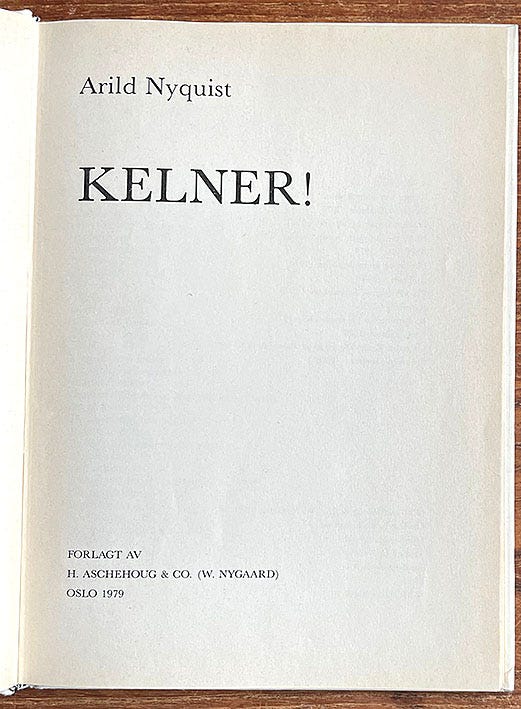 Arild Nyquist
KELNER!
FORLAGT AV
H. ASCHEHOUG & CO. (W. NYGAARD)
OSLO 1979